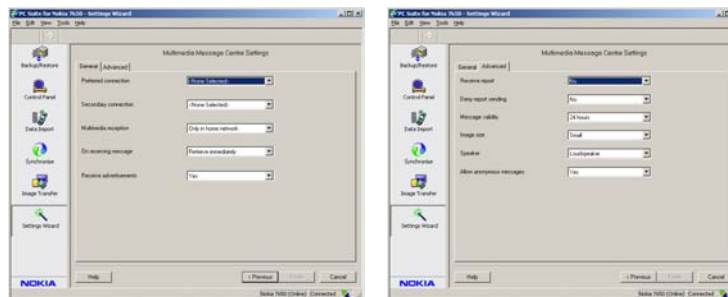 PC Suite for Nokia 7650 - Settings Wizard
File Edit View Tools Help
Multimedia Message Centre Settings
General Advanced
Backup/Restore
Control Panel
Data Import
Synchronise
Image Transfer
Settings Wizard
NOKIA
Preferred connection <None Selected>
Secondary connection <None Selected>
Multimedia reception Only in home network
On receiving message Retrieve immediately
Receive advertisements Yes
Help < Previous Finish Cancel
Nokia 7650 (Online) Connected
PC Suite for Nokia 7650 - Settings Wizard
File Edit View Tools Help
Multimedia Message Centre Settings
General Advanced
Backup/Restore
Control Panel
Data Import
Synchronise
Image Transfer
Settings Wizard
NOKIA
Receive report No
Deny report sending No
Message validity 24 hours
Image size Small
Speaker Loudspeaker
Allow anonymous messages Yes
Help < Previous Finish Cancel
Nokia 7650 (Online) Connected